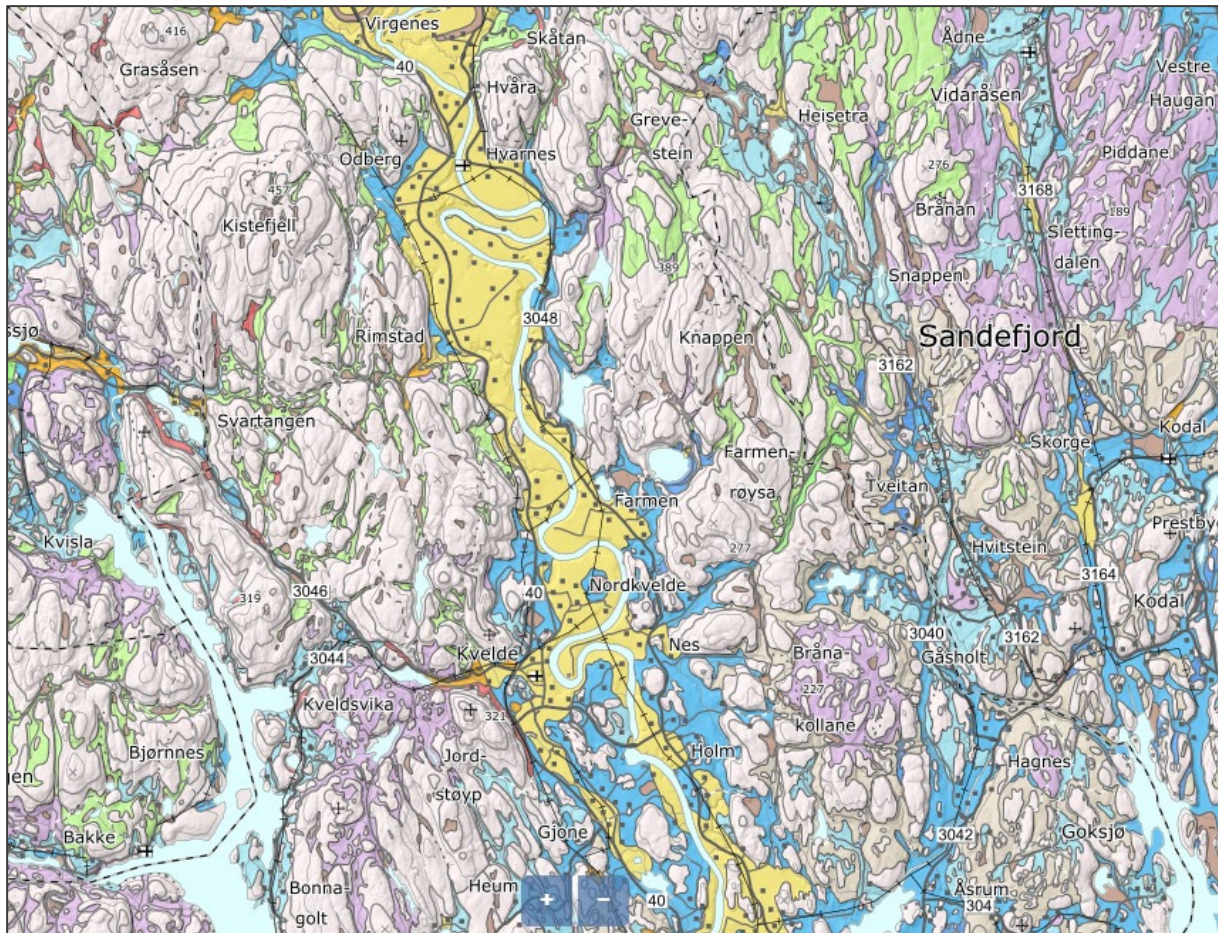 Virgenes
416
Skåtan
Ådne
Grasåsen
40
Vestre
Hvåra
Vidaråsen
Haugan
Greve-
stein
Heisetra
Odberg
Hvarnes
Piddane
276
457
3168
Kistefjell
Brånan
189
Sletting-
dalen
389
Snappen
3048
ssjø
Rimstad
Knappen
Sandefjord
3162
Svartangen
Skorge
Kodal
Farmen-
røysa
Tveitan
Farmen
Prestby
Kvisla
277
Hvitstein
3164
319
3046
40
Nordkvelde
Kodal
3040
3162
3044
Kvelde
Nes
Bråna-
kollane
Gåsholt
227
Kveldsvika
321
Bjørnnes
Jord-
støyp
Holm
Hagnes
gen
Bakke
Gjone
3042
Goksjø
Bonna-
golt
Heum
+
−
40
Åsrum
304